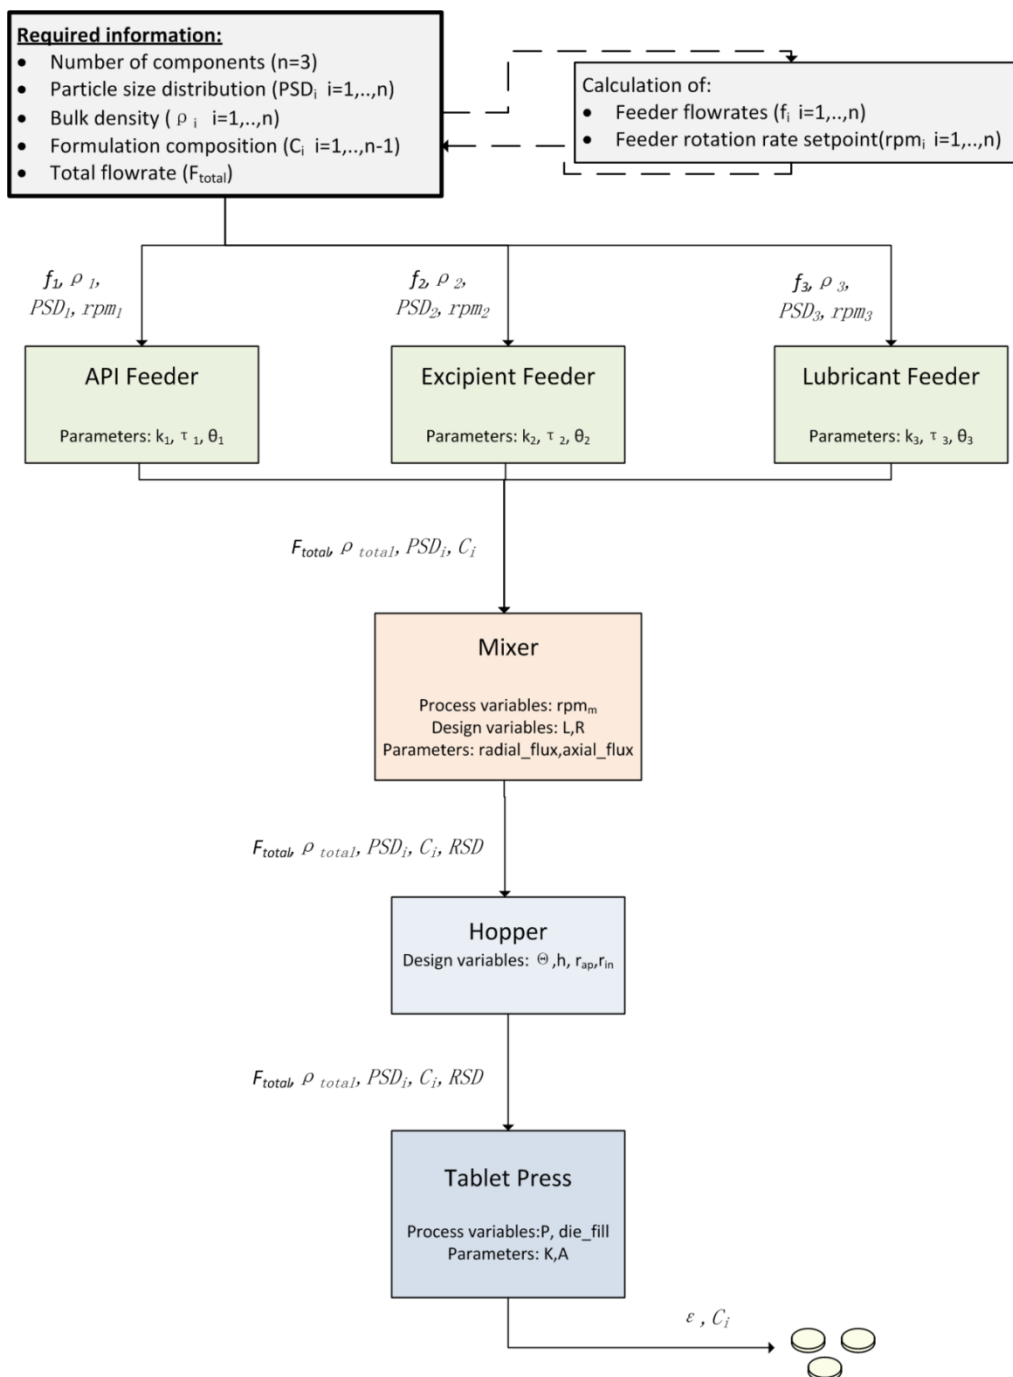 Required information:
• Number of components (n=3)
• Particle size distribution (PSDi i=1,..,n)
• Bulk density (ρi i=1,..,n)
• Formulation composition (Ci i=1,..,n-1)
• Total flowrate (Ftotal)
Calculation of:
• Feeder flowrates (fi i=1,..,n)
• Feeder rotation rate setpoint(rpmi i=1,..,n)
f1, ρ1,
PSD1, rpm1
f2, ρ2,
PSD2, rpm2
f3, ρ3,
PSD3, rpm3
API Feeder
Parameters: k1, τ1, θ1
Excipient Feeder
Parameters: k2, τ2, θ2
Lubricant Feeder
Parameters: k3, τ3, θ3
Ftotal, ρtotal, PSDi, Ci
Mixer
Process variables: rpmm
Design variables: L,R
Parameters: radial_flux,axial_flux
Ftotal, ρtotal, PSDi, Ci, RSD
Hopper
Design variables: Θ,h, rap,rin
Ftotal, ρtotal, PSDi, Ci, RSD
Tablet Press
Process variables:P, die_fill
Parameters: K,A
ε, Ci